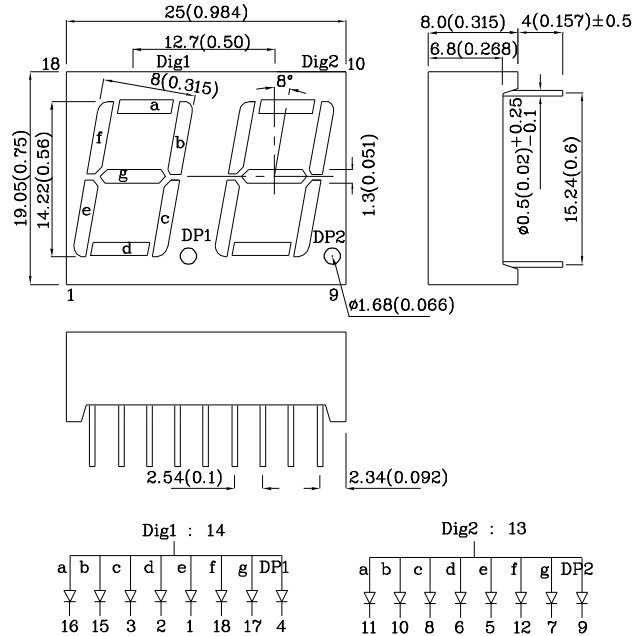 25(0.984)
12.7(0.50)
18 Dig1 Dig2 10
8(0.315)
8°
a
f b
g
e c
d
DP1 DP2
19.05(0.75)
14.22(0.56)
1.3(0.051)
1 9
ø1.68(0.066)
8.0(0.315) 4(0.157)±0.5
6.8(0.268)
ø0.5(0.02)+0.25 −0.1
15.24(0.6)
2.54(0.1) 2.34(0.092)
Dig1 : 14
a b c d e f g DP1
16 15 3 2 1 18 17 4
Dig2 : 13
a b c d e f g DP2
11 10 8 6 5 12 7 9